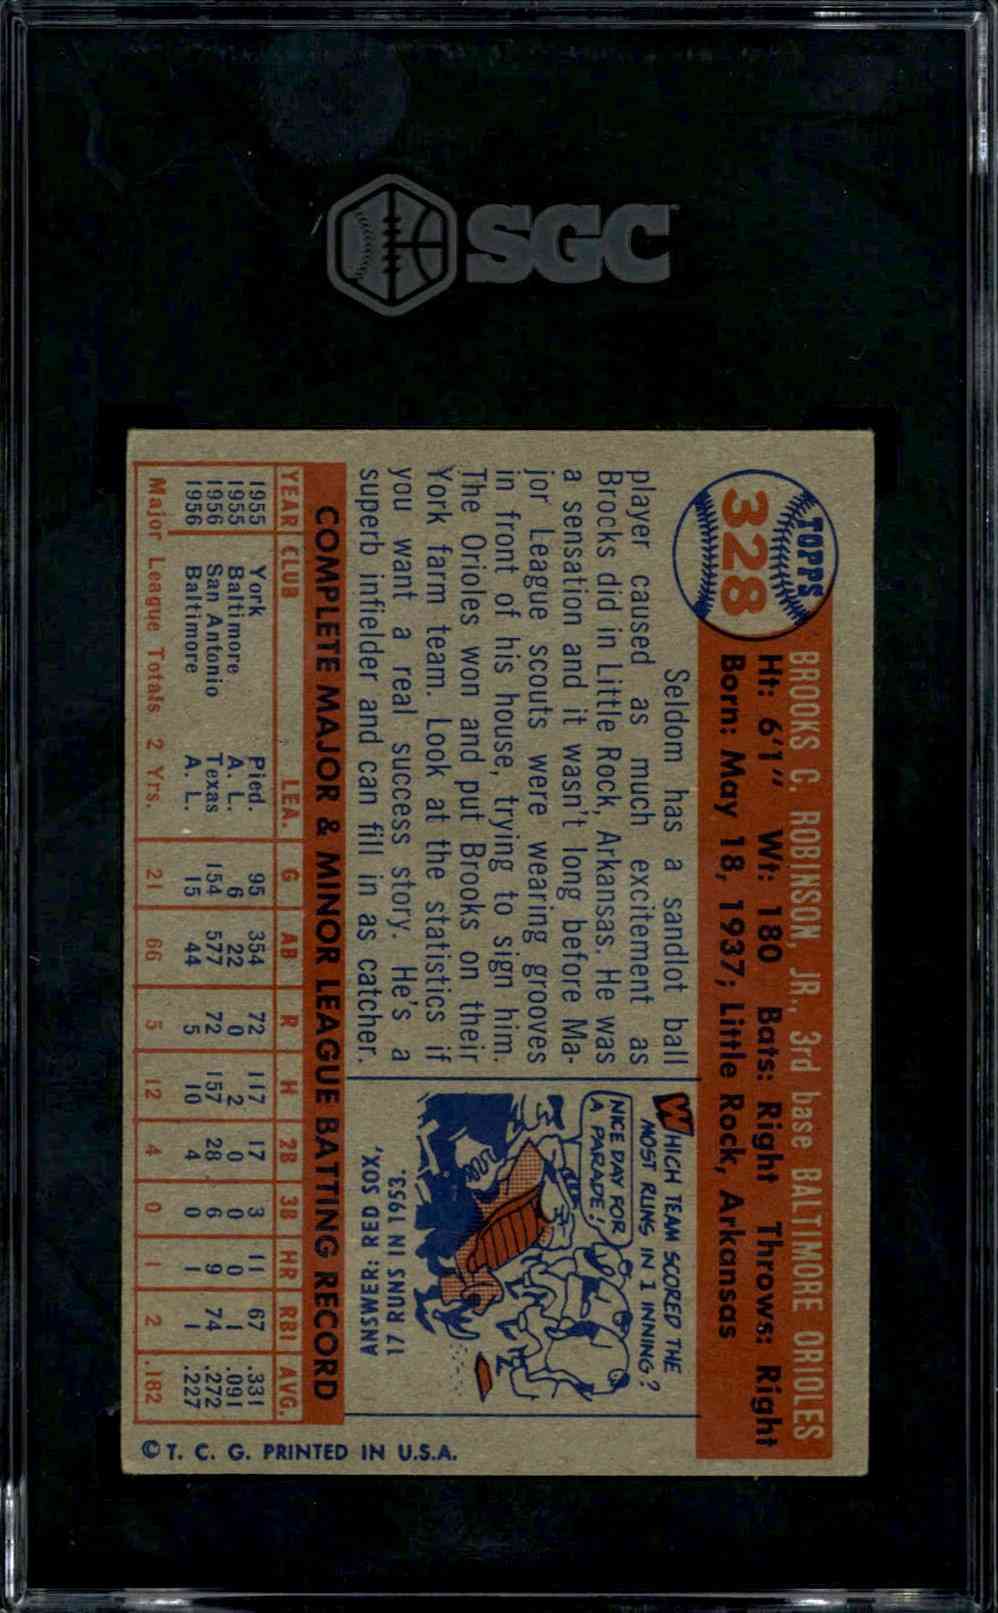 SGC
TOPPS
328
BROOKS C. ROBINSON, JR., 3rd base BALTIMORE ORIOLES
Ht: 6'1" Wt: 180 Bats: Right Throws: Right
Born: May 18, 1937; Little Rock, Arkansas
Seldom has a sandlot ball
player caused as much excitement as
Brocks did in Little Rock, Arkansas. He was
a sensation and it wasn't long before Ma-
jor League scouts were wearing grooves
in front of his house, trying to sign him.
The Orioles won and put Brooks on their
York farm team. Look at the statistics if
you want a real success story. He's a
superb infielder and can fill in as catcher.
WHICH TEAM SCORED THE
MOST RUNS IN 1 INNING?
NICE DAY FOR
A PARADE!
ANSWER: RED SOX,
17 RUNS IN 1953.
COMPLETE MAJOR & MINOR LEAGUE BATTING RECORD
YEAR CLUB LEA. G AB R H 2B 3B HR RBI AVG.
1955 York Pied. 95 354 72 117 17 3 11 67 .331
1955 Baltimore A. L. 6 22 0 2 0 0 0 1 .091
1956 San Antonio Texas 154 577 72 157 28 6 9 74 .272
1956 Baltimore A. L. 15 44 5 10 4 0 1 1 .227
Major League Totals 2 Yrs. 21 66 5 12 4 0 1 2 .182
© T. C. G. PRINTED IN U.S.A.